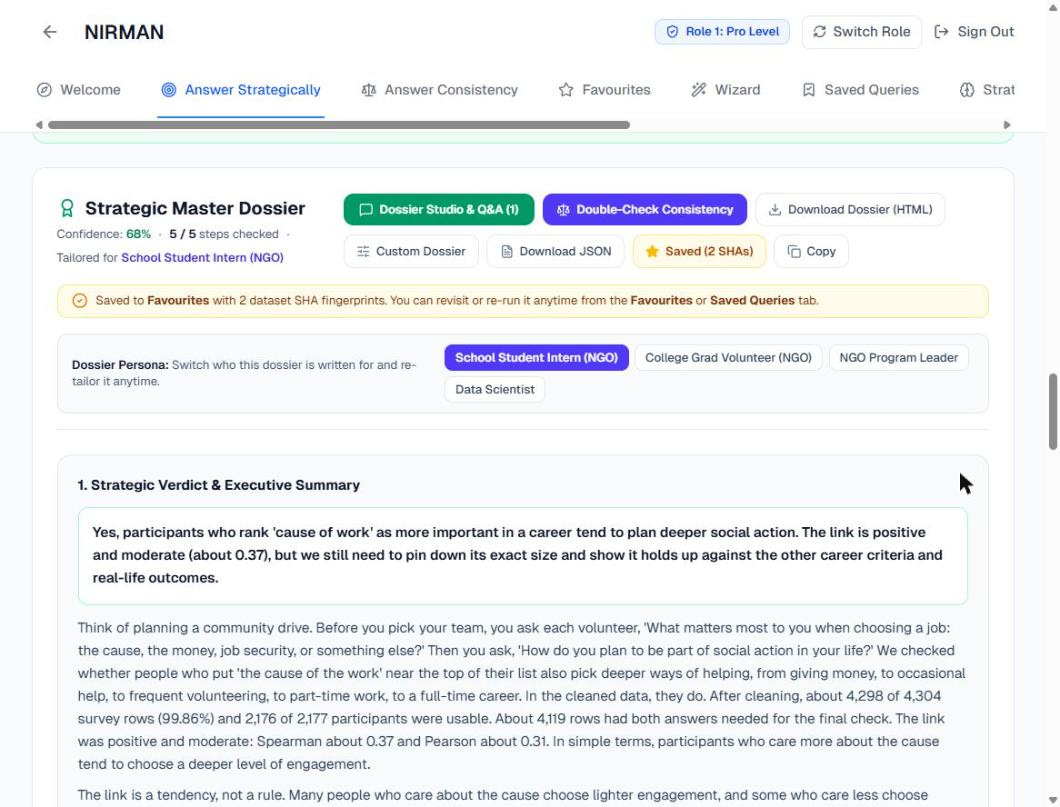 NIRMAN
Role 1: Pro Level
Switch Role
Sign Out
Welcome
Answer Strategically
Answer Consistency
Favourites
Wizard
Saved Queries
Strat
Strategic Master Dossier
Confidence: 68% · 5 / 5 steps checked ·
Tailored for School Student Intern (NGO)
Dossier Studio & Q&A (1)
Double-Check Consistency
Download Dossier (HTML)
Custom Dossier
Download JSON
Saved (2 SHAs)
Copy
Saved to Favourites with 2 dataset SHA fingerprints. You can revisit or re-run it anytime from the Favourites or Saved Queries tab.
Dossier Persona: Switch who this dossier is written for and re-
tailor it anytime.
School Student Intern (NGO)
College Grad Volunteer (NGO)
NGO Program Leader
Data Scientist
1. Strategic Verdict & Executive Summary
Yes, participants who rank 'cause of work' as more important in a career tend to plan deeper social action. The link is positive
and moderate (about 0.37), but we still need to pin down its exact size and show it holds up against the other career criteria and
real-life outcomes.
Think of planning a community drive. Before you pick your team, you ask each volunteer, 'What matters most to you when choosing a job:
the cause, the money, job security, or something else?' Then you ask, 'How do you plan to be part of social action in your life?' We checked
whether people who put 'the cause of the work' near the top of their list also pick deeper ways of helping, from giving money, to occasional
help, to frequent volunteering, to part-time work, to a full-time career. In the cleaned data, they do. After cleaning, about 4,298 of 4,304
survey rows (99.86%) and 2,176 of 2,177 participants were usable. About 4,119 rows had both answers needed for the final check. The link
was positive and moderate: Spearman about 0.37 and Pearson about 0.31. In simple terms, participants who care more about the cause
tend to choose a deeper level of engagement.
The link is a tendency, not a rule. Many people who care about the cause choose lighter engagement, and some who care less choose